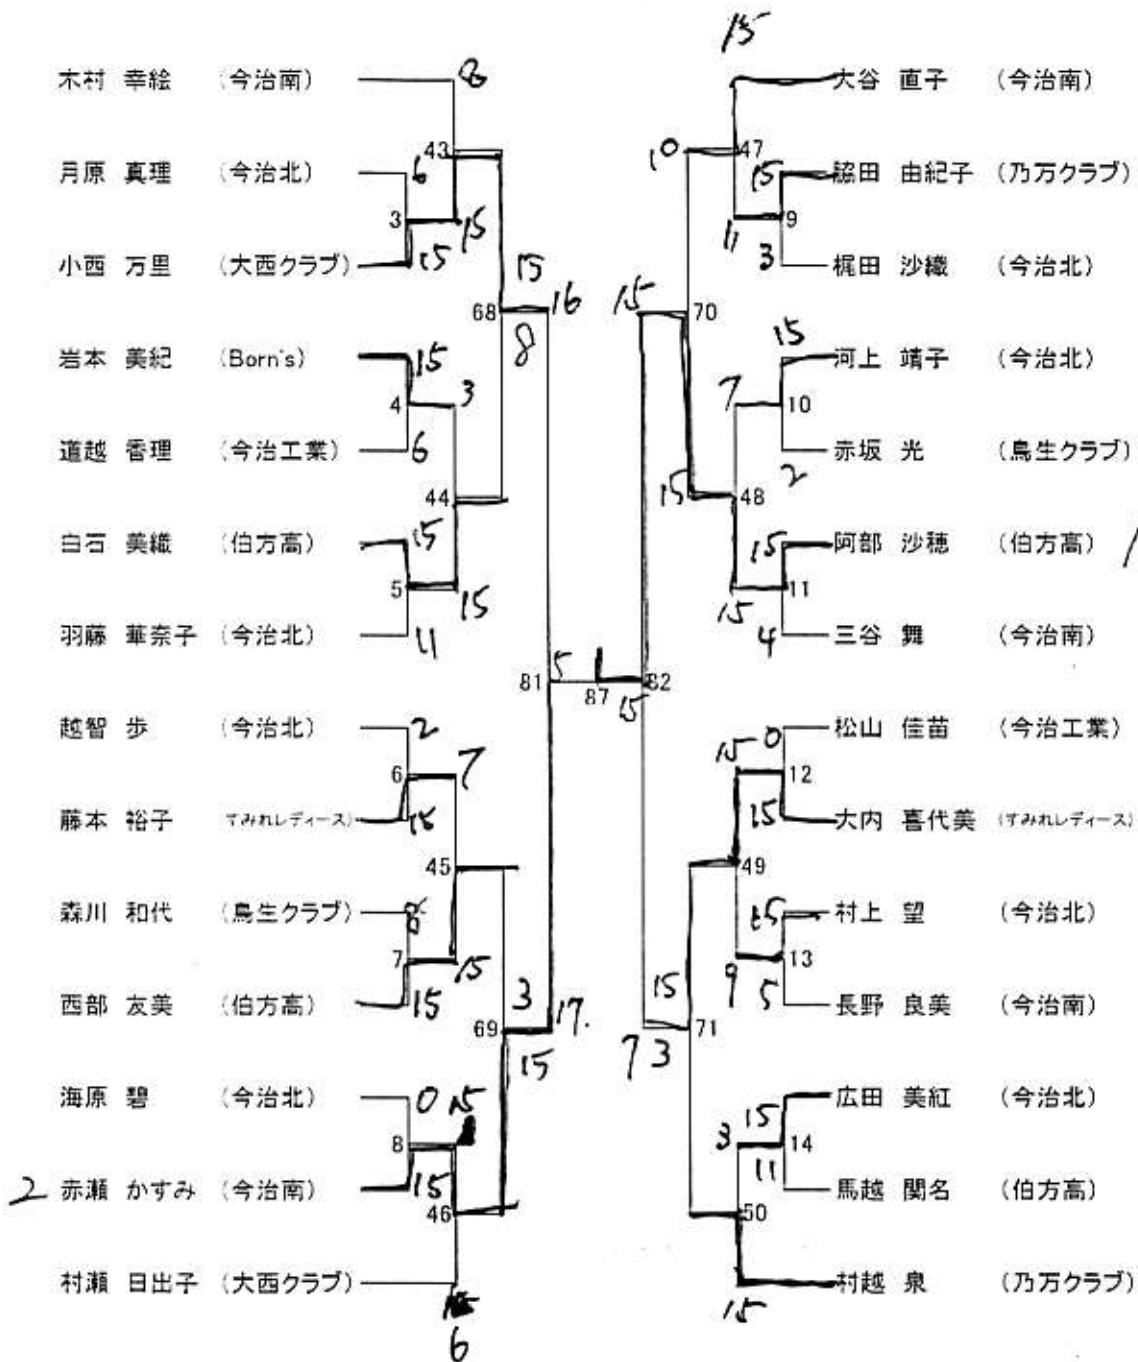 15
木村 幸絵 (今治南) 8 大谷 直子 (今治南)
43 10 47
月原 真理 (今治北) 6 15 脇田 由紀子 (乃万クラブ)
3 15 11 9
小西 万里 (大西クラブ) 15 3 梶田 沙織 (今治北)
15
68 16 15 70
8
岩本 美紀 (Born's) 15 15 河上 靖子 (今治北)
4 3 7 10
道越 香理 (今治工業) 6 2 赤坂 光 (鳥生クラブ)
44 15 48
白石 美織 (伯方高) 15 15 阿部 沙穂 (伯方高) 1
5 15 15 11
羽藤 華奈子 (今治北) 11 4 三谷 舞 (今治南)
81 5 87 15 82
越智 歩 (今治北) 2 0 松山 佳苗 (今治工業)
6 7 15 12
藤本 裕子 すみれレディース) 15 15 大内 喜代美 (すみれレディース)
45 49
森川 和代 (鳥生クラブ) 8 15 村上 望 (今治北)
7 15 9 13
西部 友美 (伯方高) 15 5 長野 良美 (今治南)
3 15
69 17. 71
15 7 3
海原 碧 (今治北) 0 15 15 広田 美紅 (今治北)
8 3 14
2 赤瀬 かすみ (今治南) 15 11 馬越 関名 (伯方高)
46 50
村瀬 日出子 (大西クラブ) 村越 泉 (乃万クラブ)
6 15